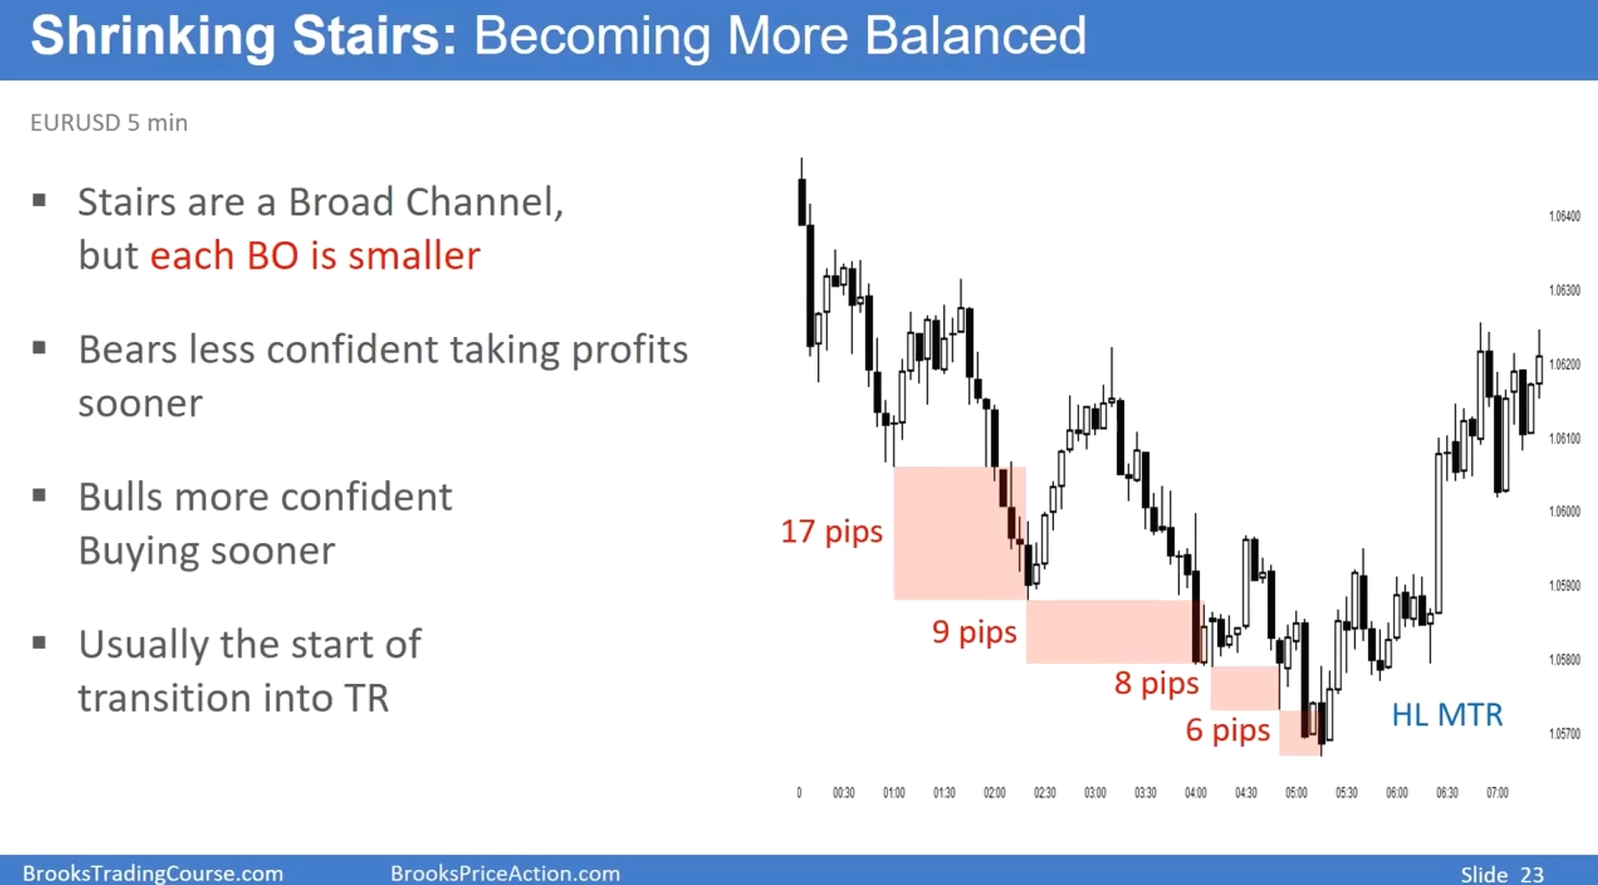 Shrinking Stairs: Becoming More Balanced
EURUSD 5 min
▪ Stairs are a Broad Channel,
but each BO is smaller
▪ Bears less confident taking profits
sooner
▪ Bulls more confident
Buying sooner
▪ Usually the start of
transition into TR
17 pips
9 pips
8 pips
6 pips
HL MTR
1.06400
1.06300
1.06200
1.06100
1.06000
1.05900
1.05800
1.05700
0 00:30 01:00 01:30 02:00 02:30 03:00 03:30 04:00 04:30 05:00 05:30 06:00 06:30 07:00
BrooksTradingCourse.com BrooksPriceAction.com Slide 23